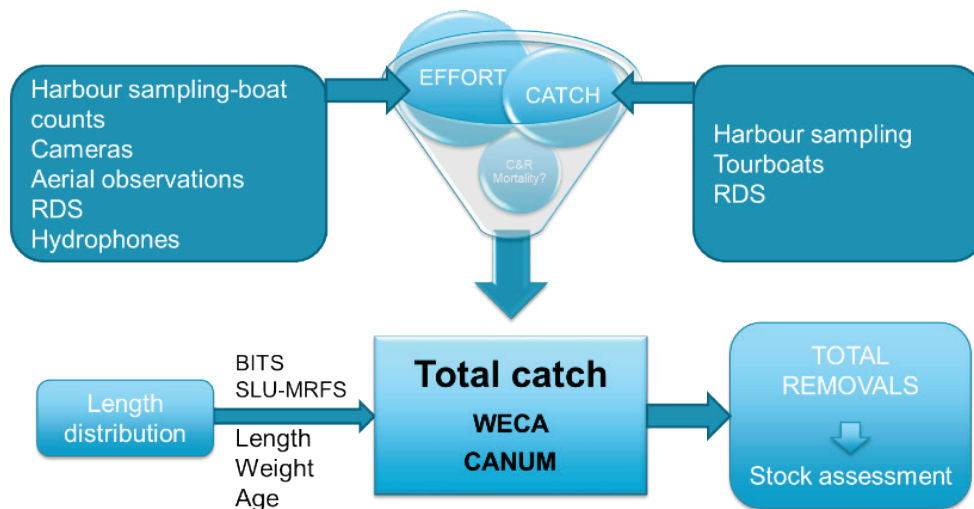 Harbour sampling-boat
counts
Cameras
Aerial observations
RDS
Hydrophones
EFFORT
CATCH
C&R
Mortality?
Harbour sampling
Tourboats
RDS
Length
distribution
BITS
SLU-MRFS
Length
Weight
Age
Total catch
WECA
CANUM
TOTAL
REMOVALS
Stock assessment